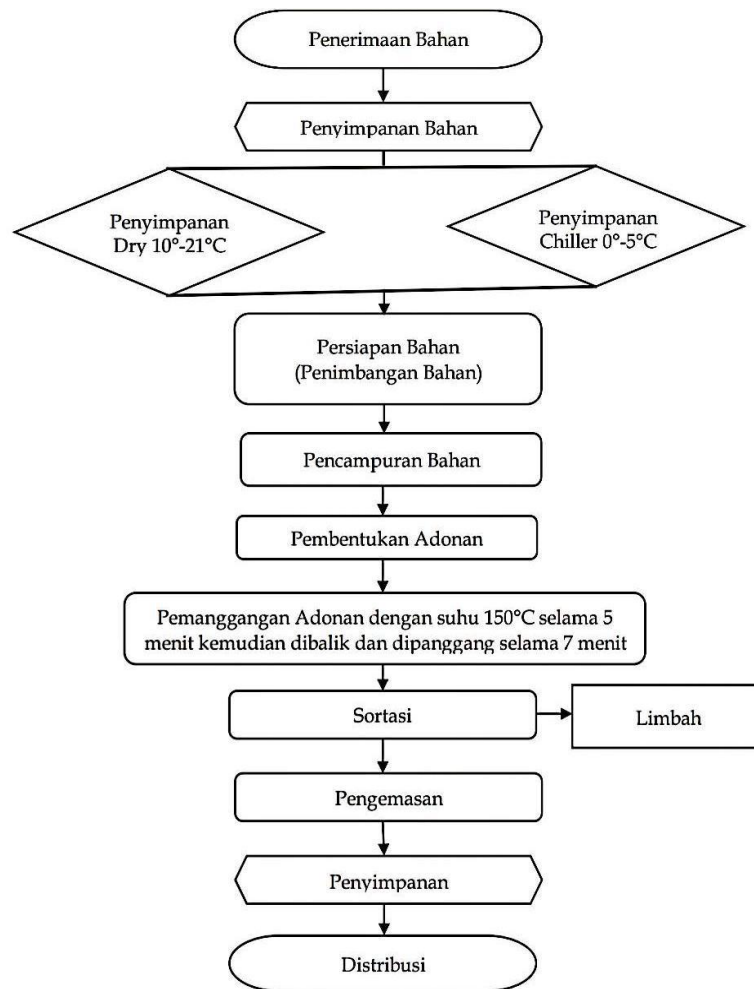 Penerimaan Bahan
Penyimpanan Bahan
Penyimpanan
Dry 10°-21°C
Penyimpanan
Chiller 0°-5°C
Persiapan Bahan
(Penimbangan Bahan)
Pencampuran Bahan
Pembentukan Adonan
Pemanggangan Adonan dengan suhu 150°C selama 5
menit kemudian dibalik dan dipanggang selama 7 menit
Sortasi
Limbah
Pengemasan
Penyimpanan
Distribusi